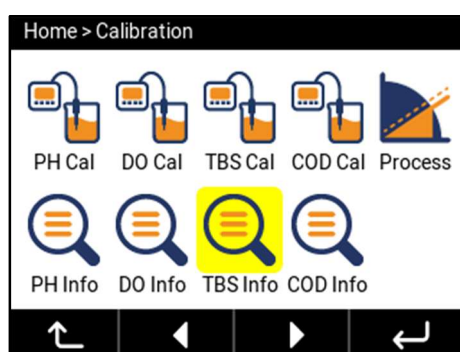 Home > Calibration
PH Cal DO Cal TBS Cal COD Cal Process
PH Info DO Info TBS Info COD Info